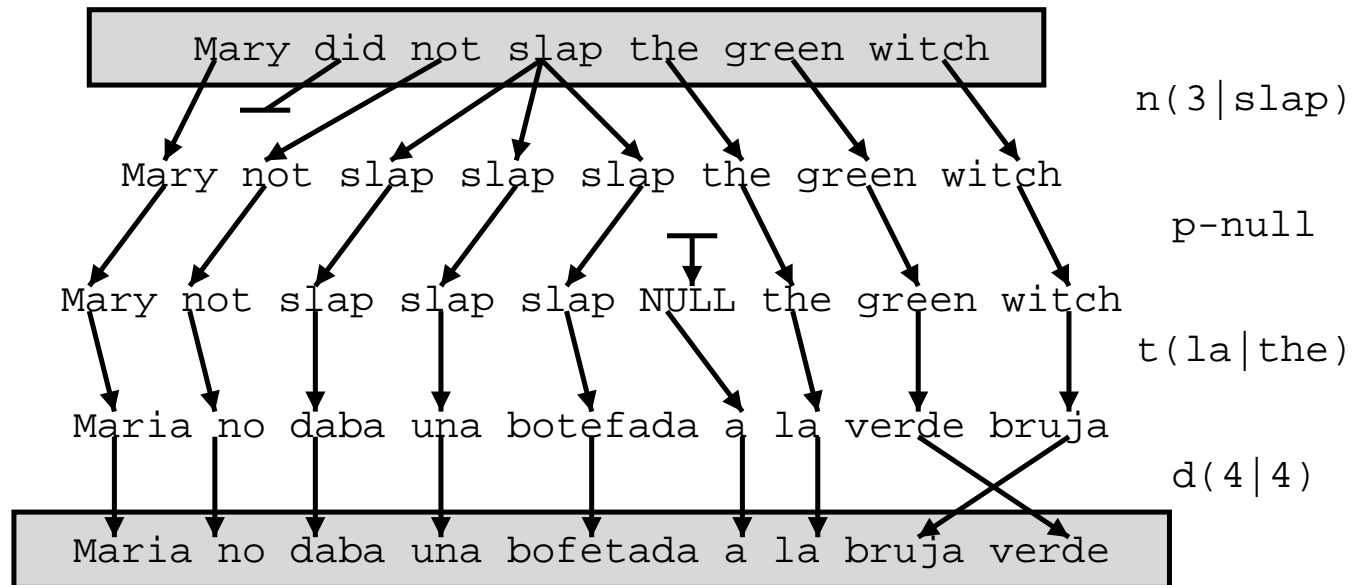 Mary did not slap the green witch
n(3|slap)
Mary not slap slap slap the green witch
p-null
Mary not slap slap slap NULL the green witch
t(la|the)
Maria no daba una botefada a la verde bruja
d(4|4)
Maria no daba una bofetada a la bruja verde